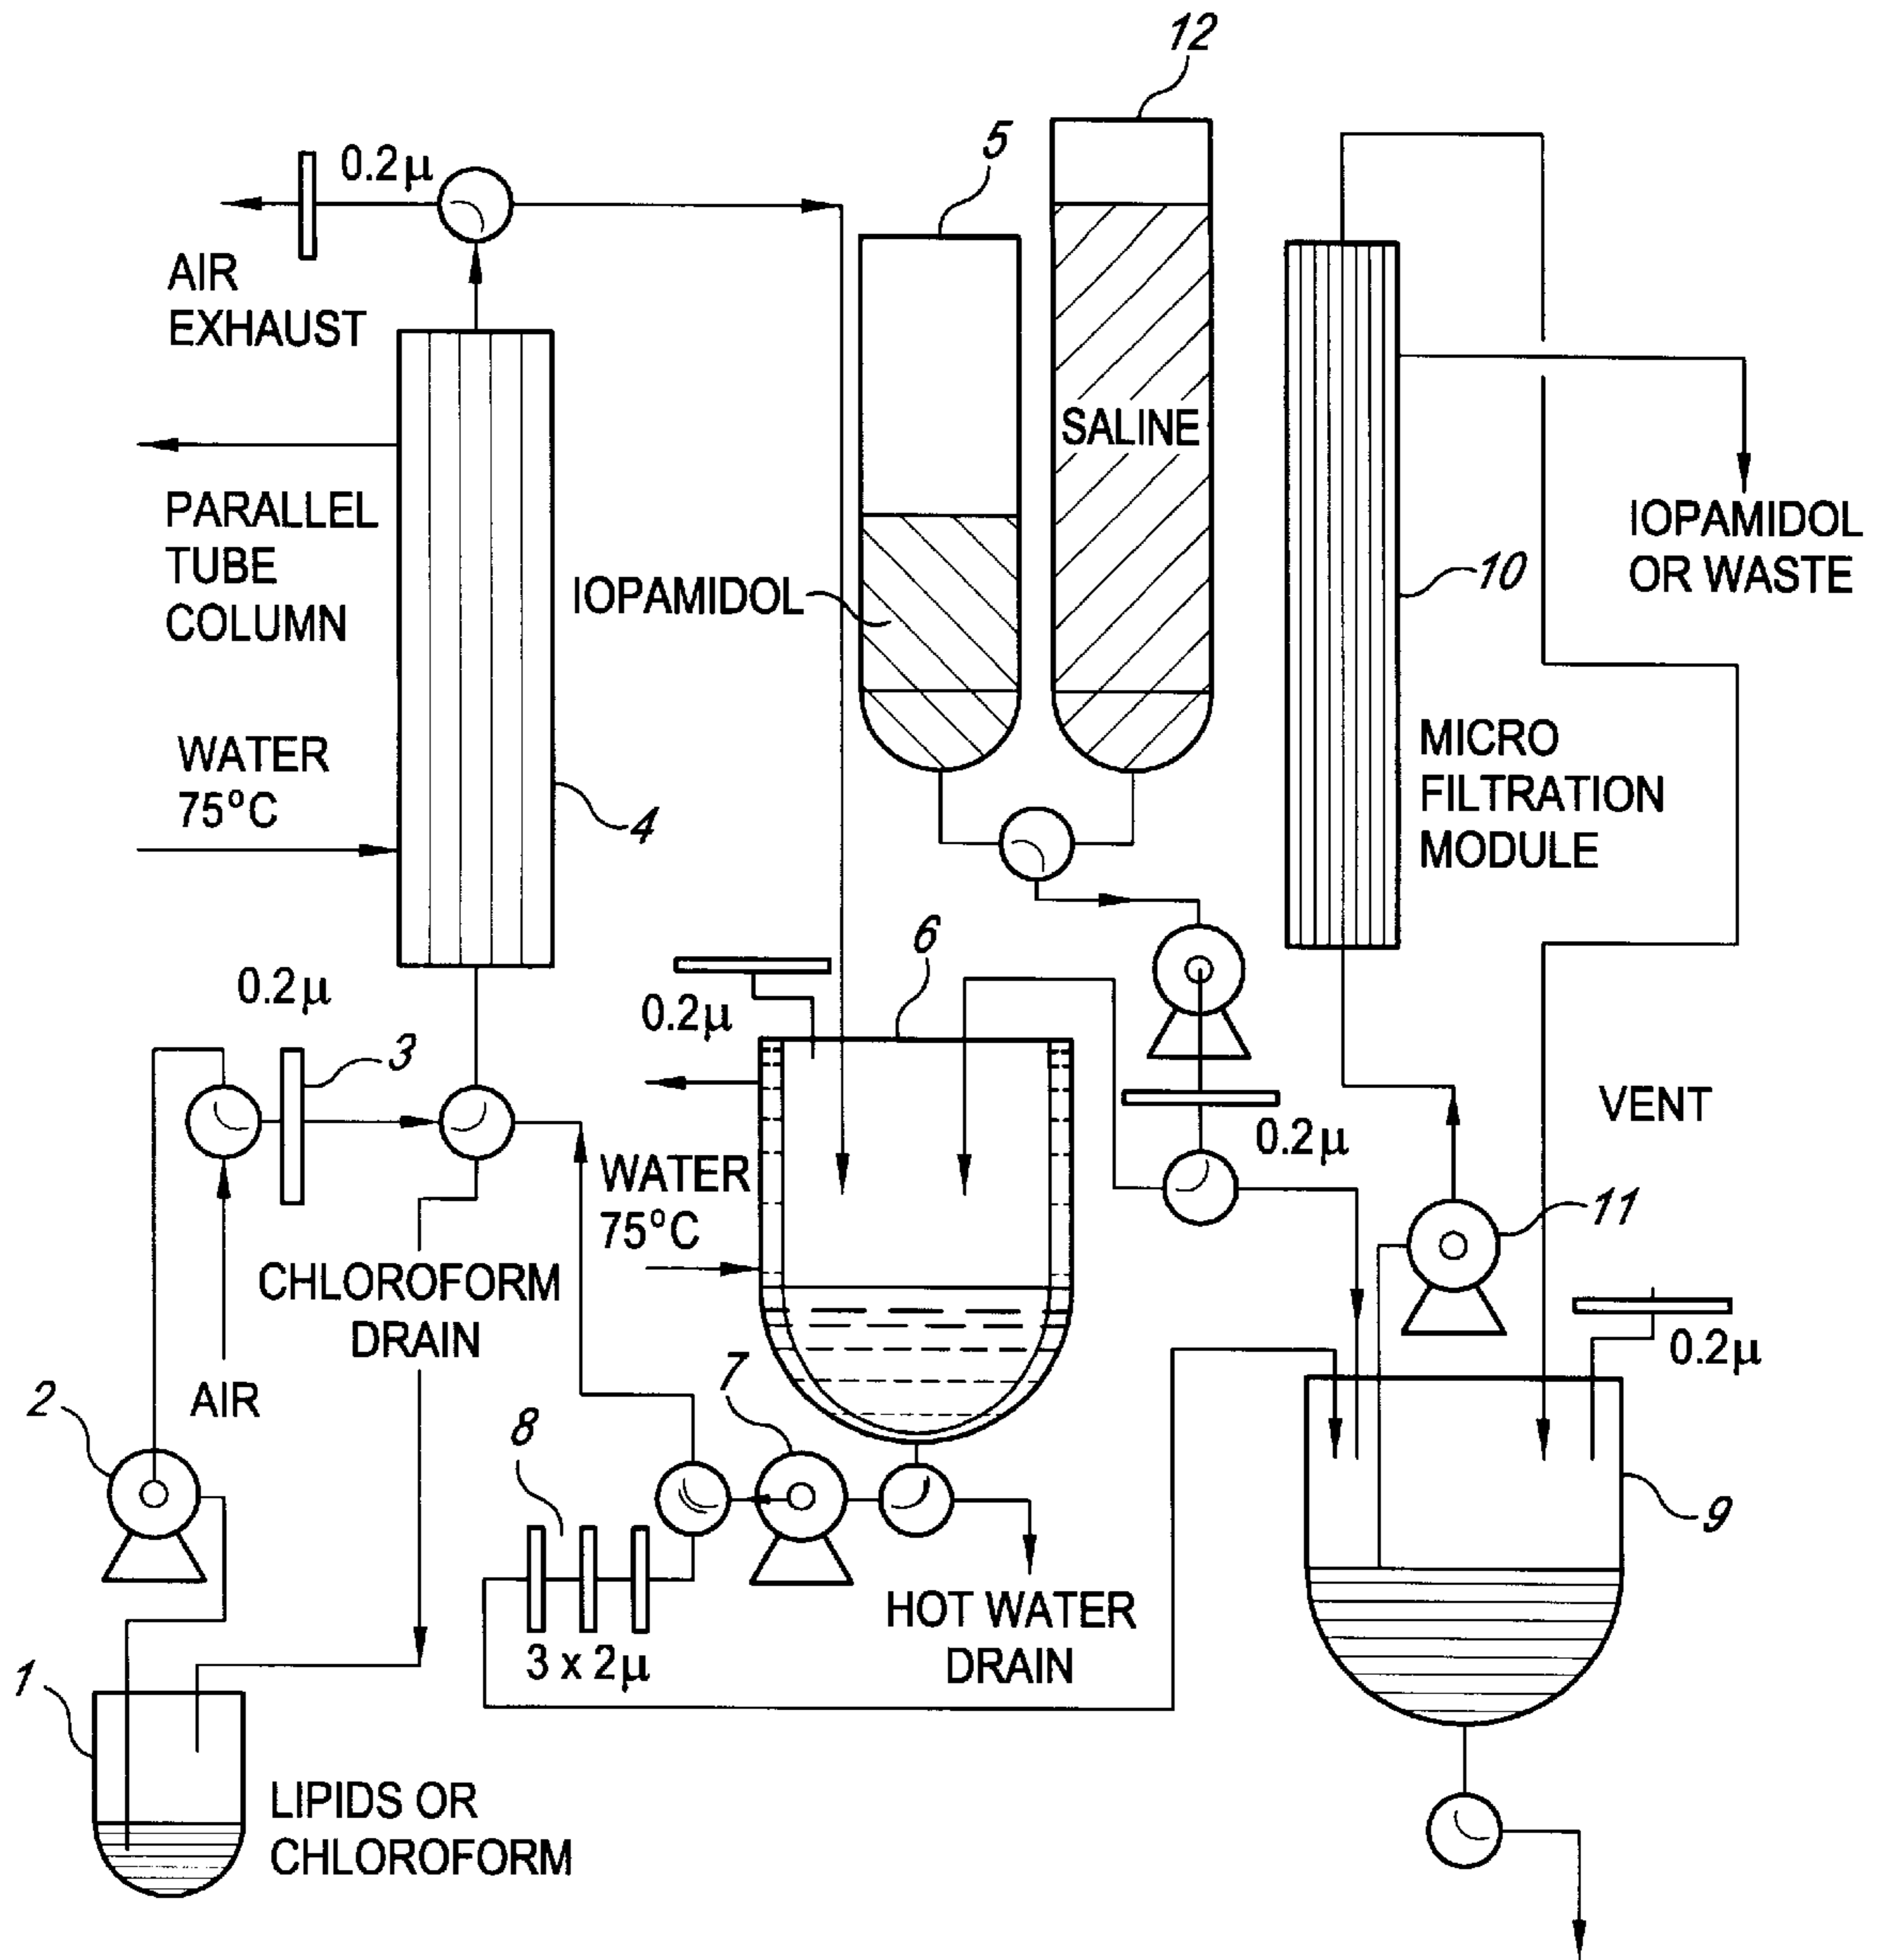 12
5
0.2μ
AIR
EXHAUST
SALINE
PARALLEL
TUBE
COLUMN
IOPAMIDOL
IOPAMIDOL
OR WASTE
10
WATER
75°C
4
MICRO
FILTRATION
MODULE
6
0.2μ
0.2μ
3
0.2μ
VENT
WATER
75°C
11
CHLOROFORM
DRAIN
0.2μ
AIR
2
7
8
9
3 x 2μ
HOT WATER
DRAIN
1
LIPIDS OR
CHLOROFORM